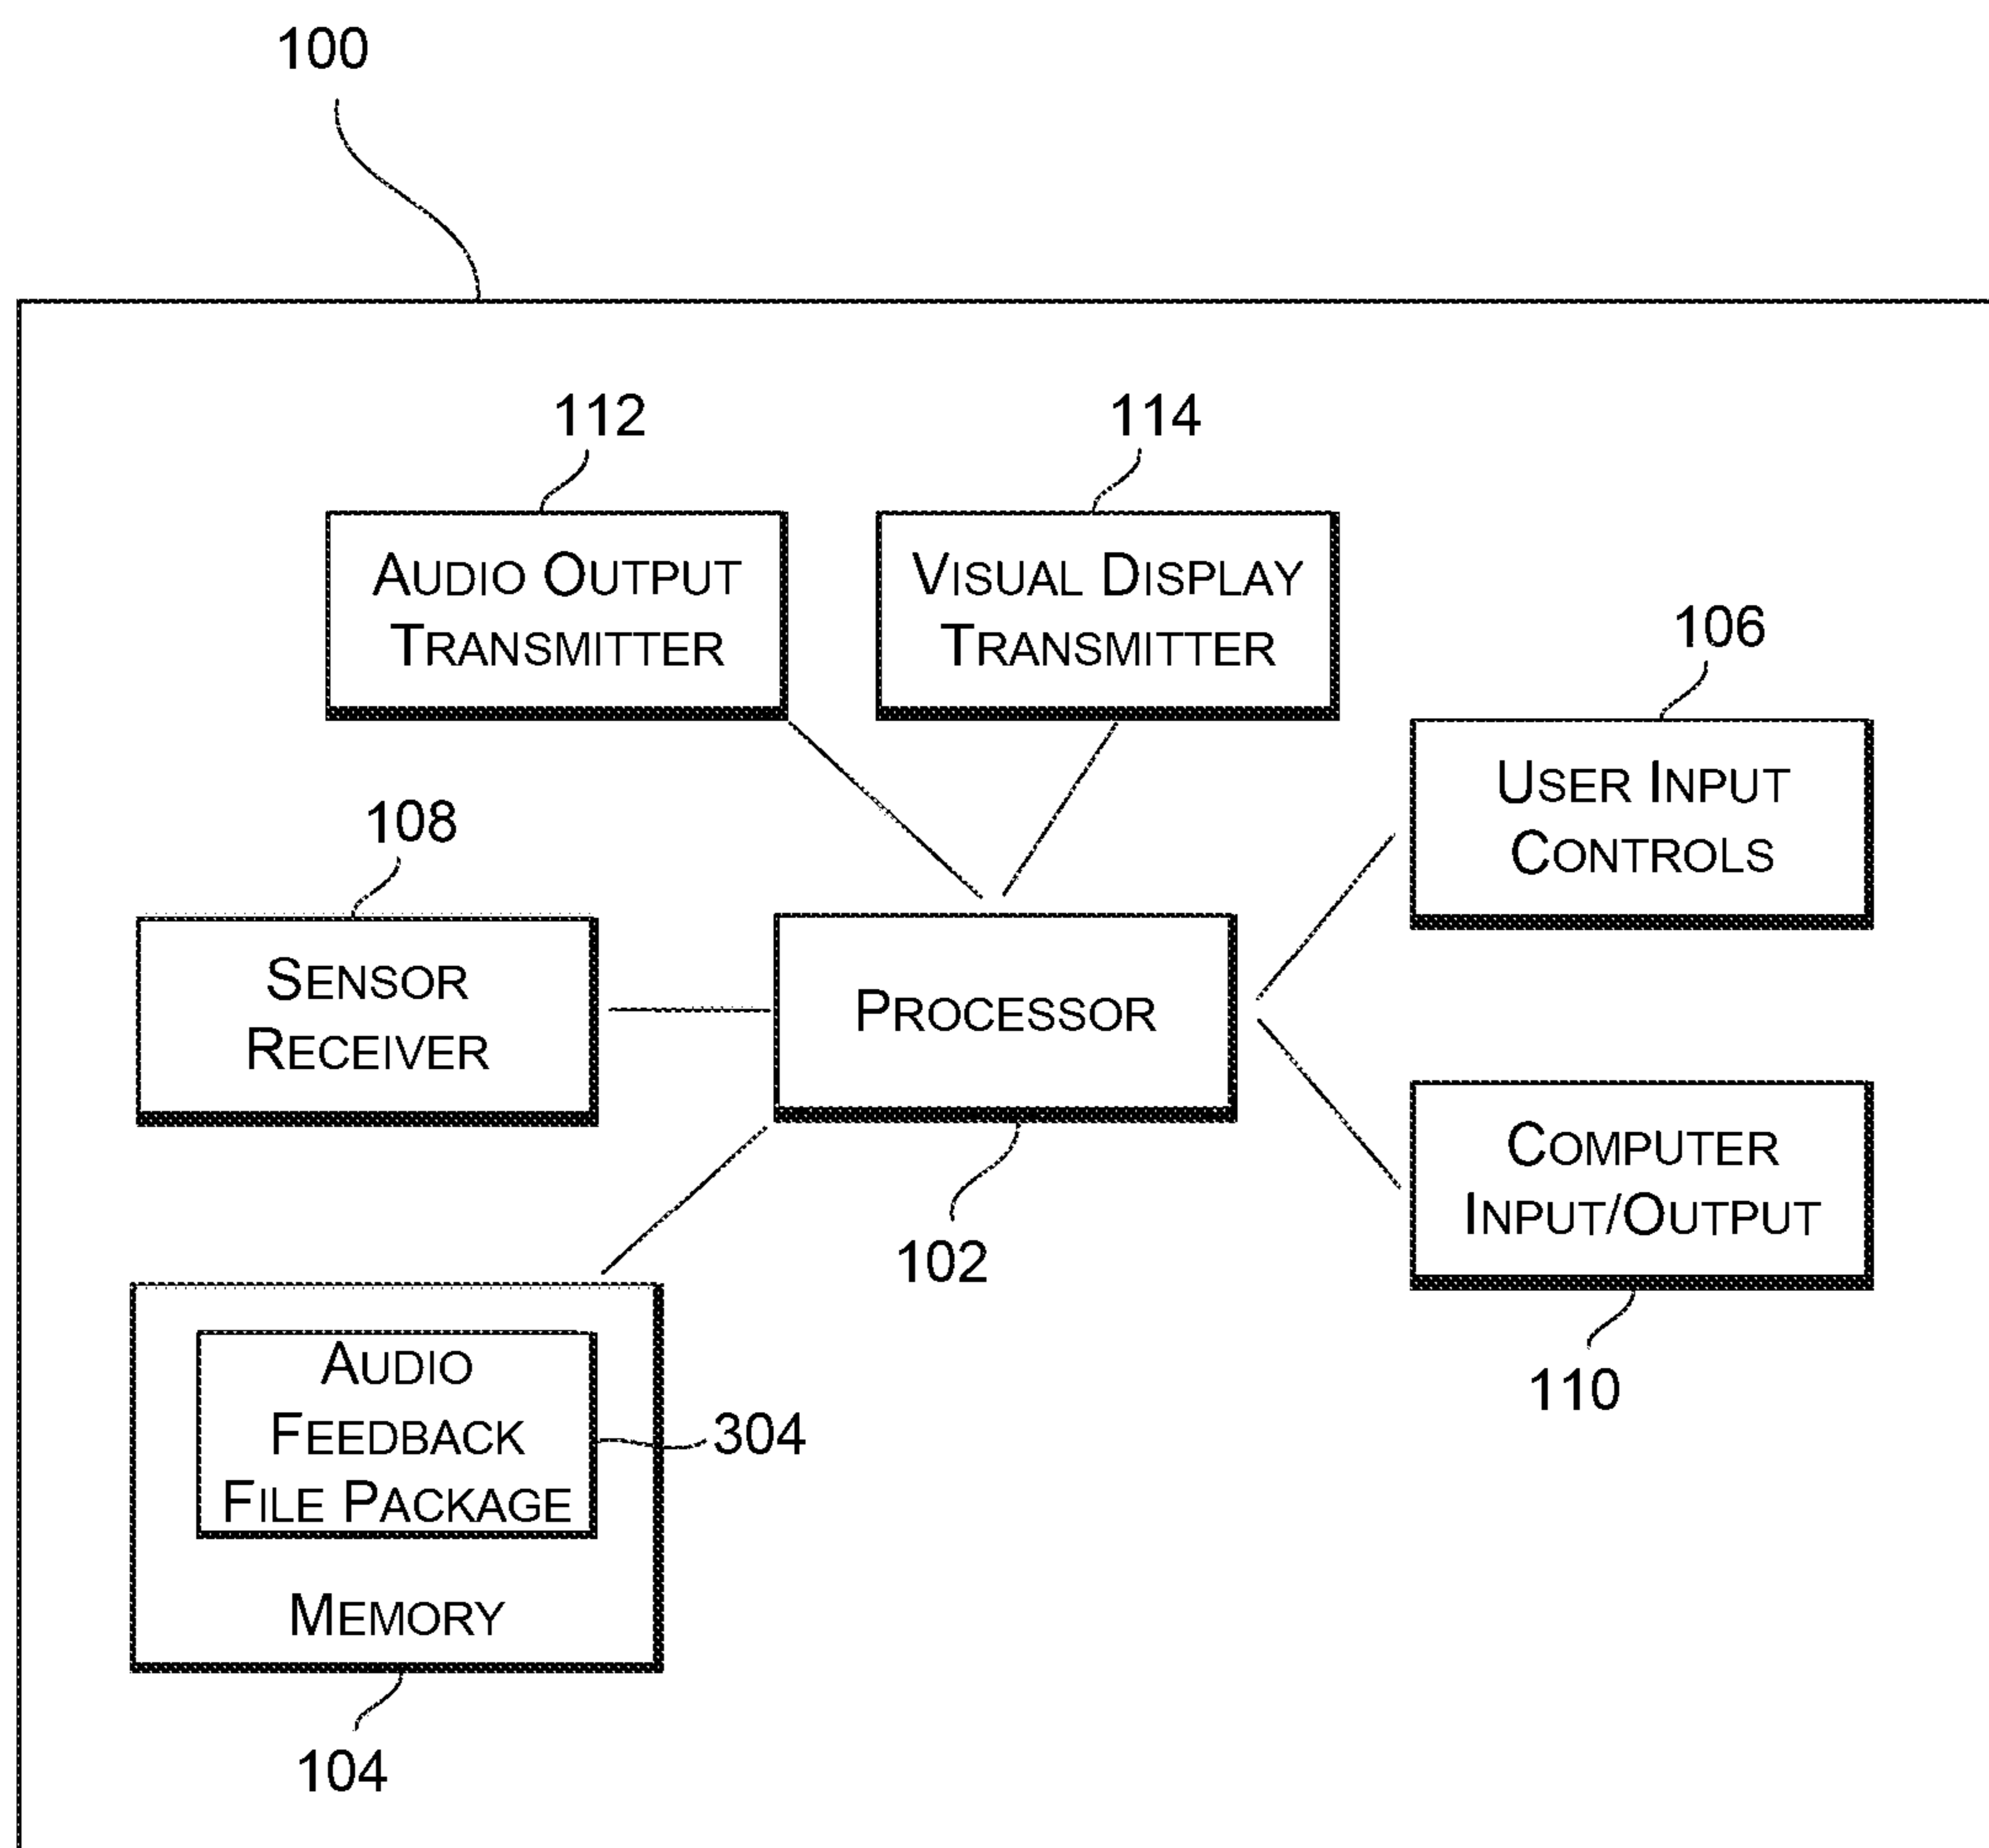 100
112
114
AUDIO OUTPUT
TRANSMITTER
VISUAL DISPLAY
TRANSMITTER
106
USER INPUT
CONTROLS
108
SENSOR
RECEIVER
PROCESSOR
102
COMPUTER
INPUT/OUTPUT
110
AUDIO
FEEDBACK
FILE PACKAGE
304
MEMORY
104